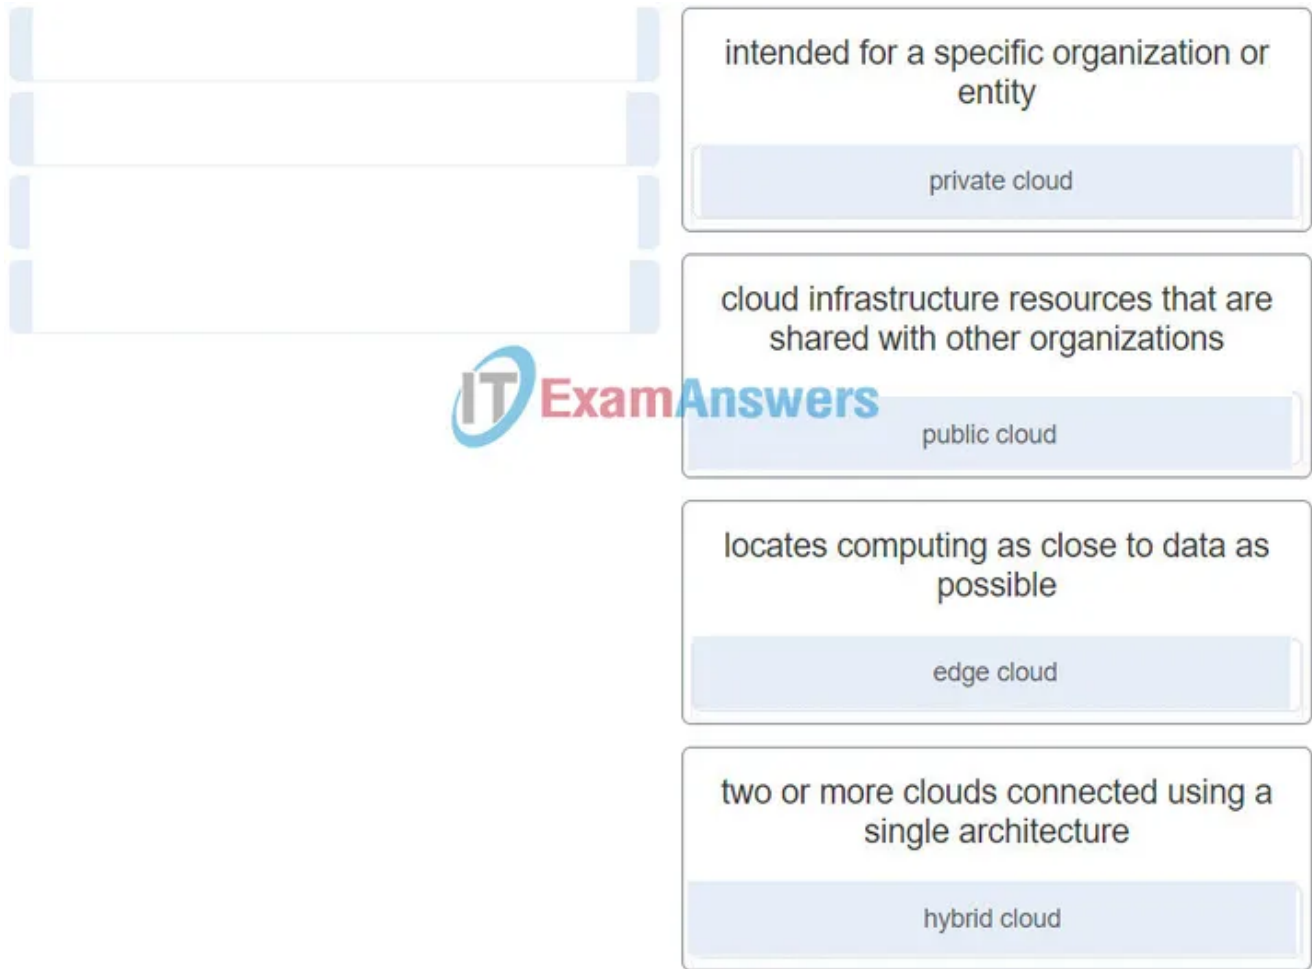 intended for a specific organization or
entity
private cloud
cloud infrastructure resources that are
shared with other organizations
IT ExamAnswers
public cloud
locates computing as close to data as
possible
edge cloud
two or more clouds connected using a
single architecture
hybrid cloud